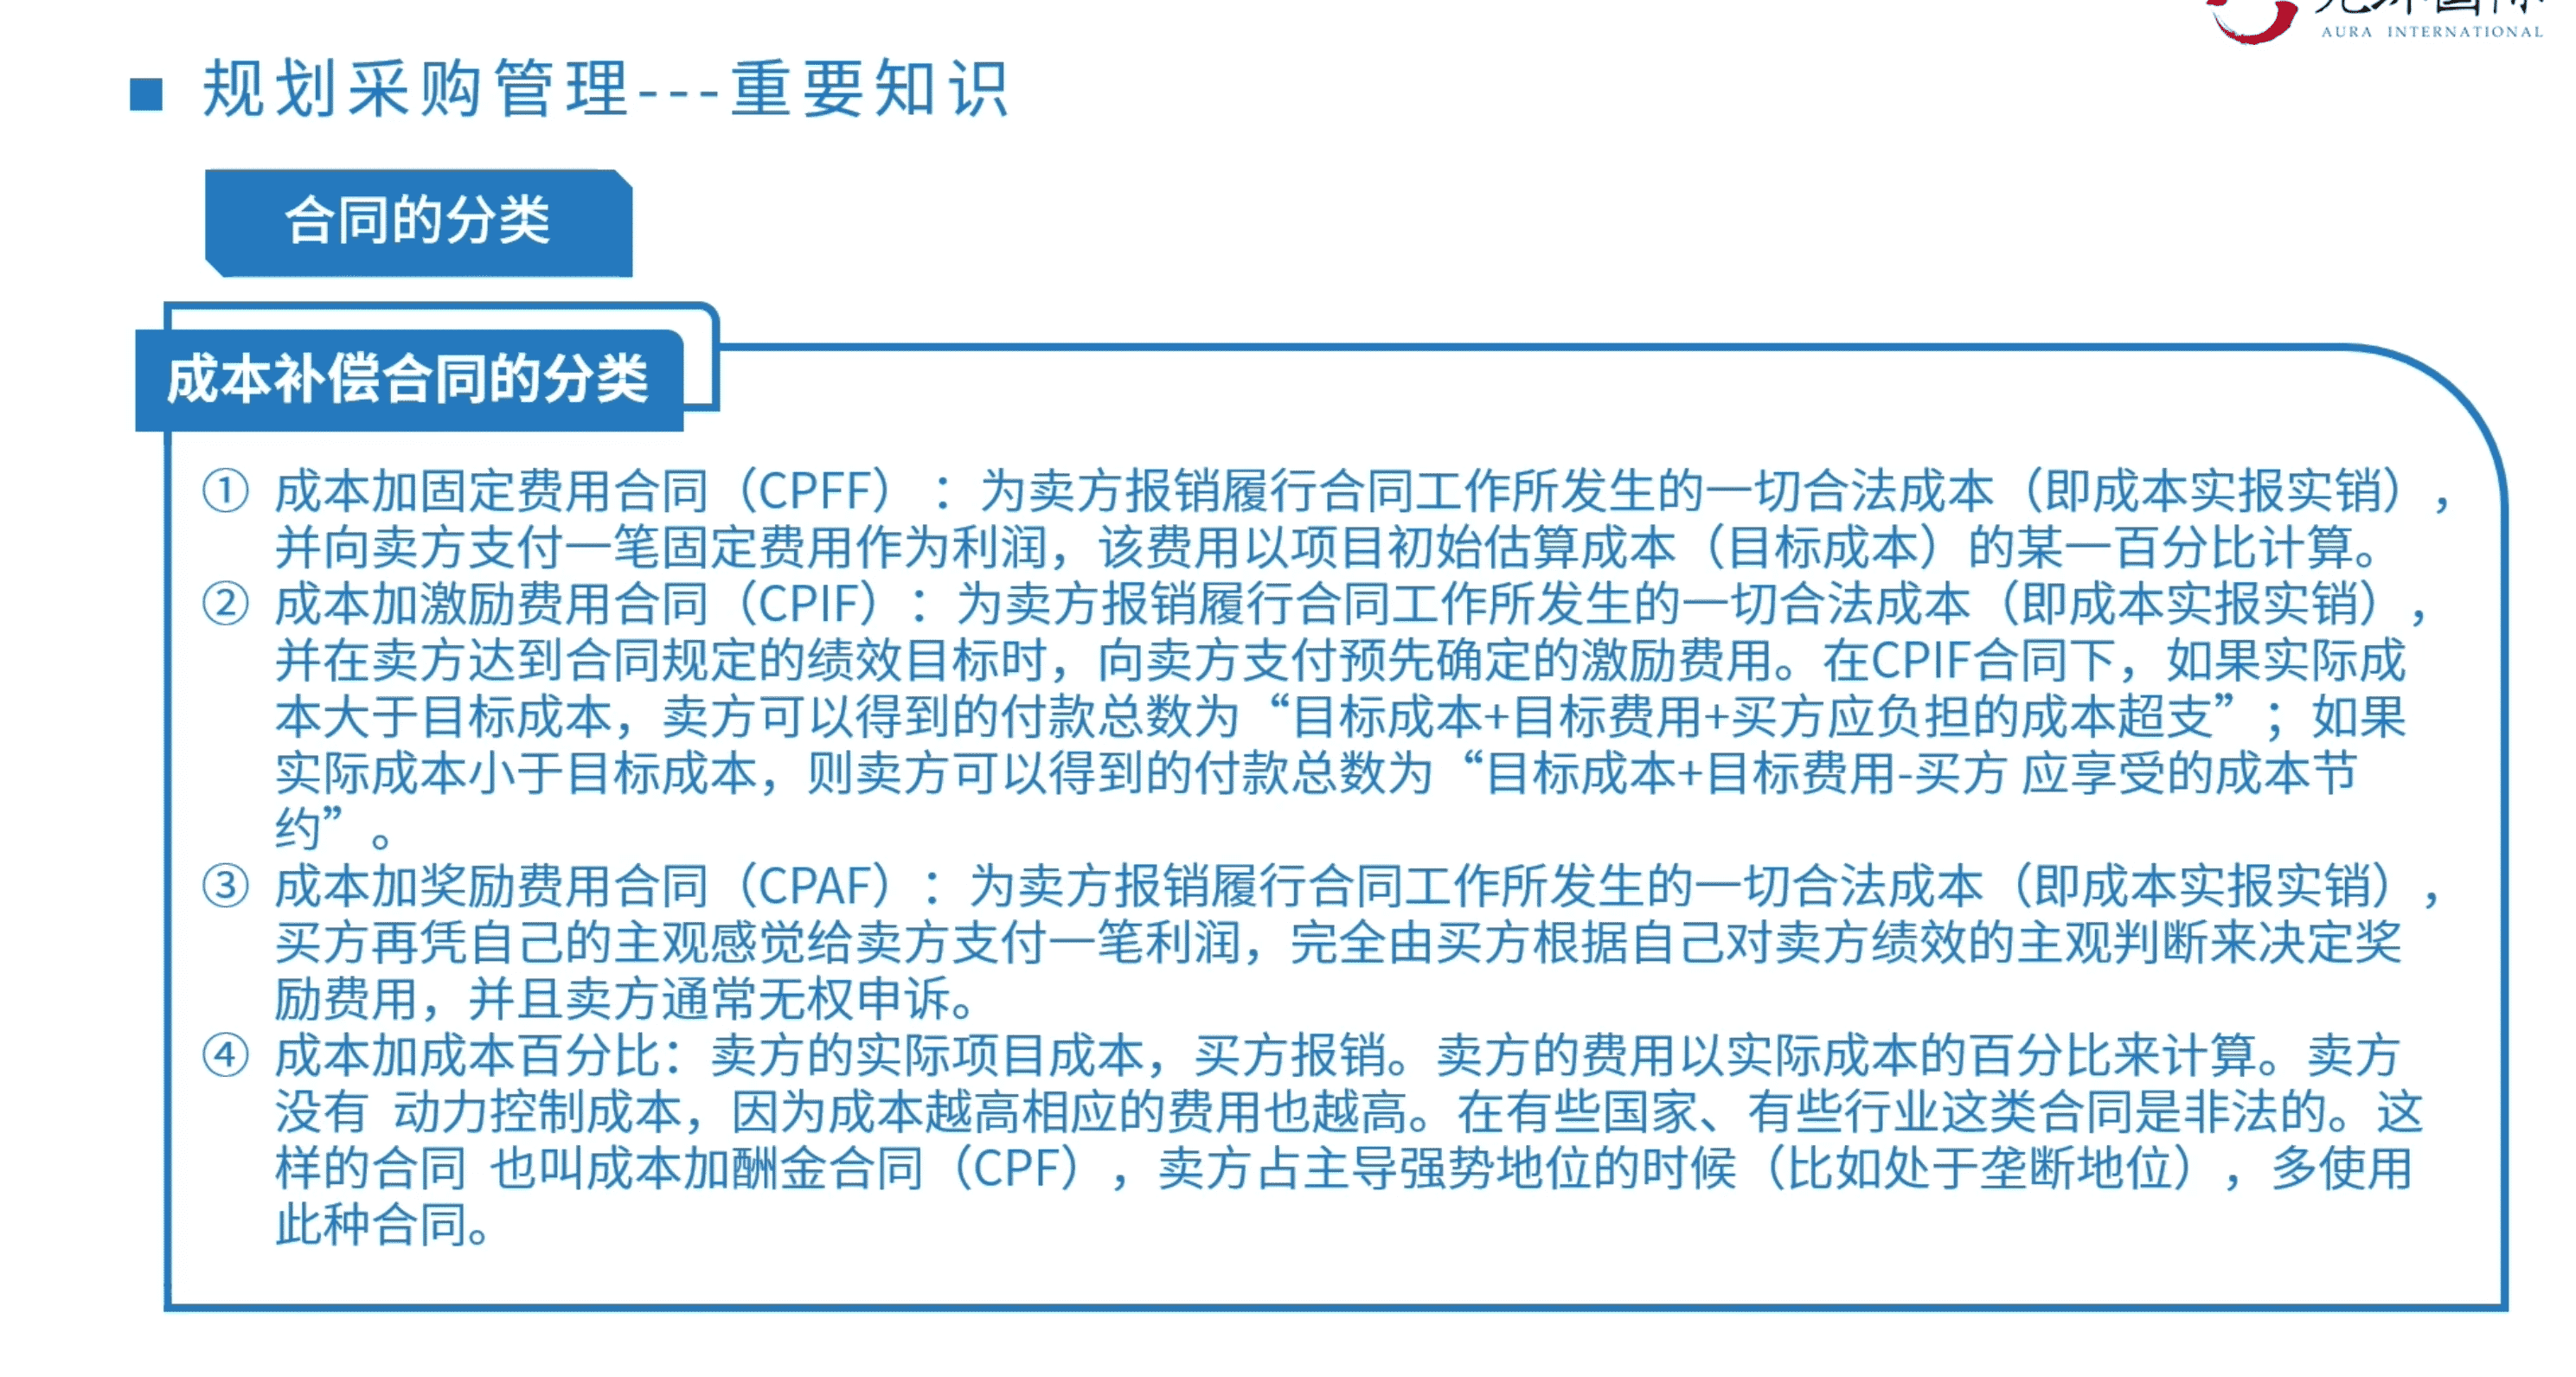 AURA INTERNATIONAL
规划采购管理---重要知识
合同的分类
成本补偿合同的分类
① 成本加固定费用合同（CPFF）：为卖方报销履行合同工作所发生的一切合法成本（即成本实报实销），
并向卖方支付一笔固定费用作为利润，该费用以项目初始估算成本（目标成本）的某一百分比计算。
② 成本加激励费用合同（CPIF）：为卖方报销履行合同工作所发生的一切合法成本（即成本实报实销），
并在卖方达到合同规定的绩效目标时，向卖方支付预先确定的激励费用。在CPIF合同下，如果实际成
本大于目标成本，卖方可以得到的付款总数为“目标成本+目标费用+买方应负担的成本超支”；如果
实际成本小于目标成本，则卖方可以得到的付款总数为“目标成本+目标费用-买方 应享受的成本节
约”。
③ 成本加奖励费用合同（CPAF）：为卖方报销履行合同工作所发生的一切合法成本（即成本实报实销），
买方再凭自己的主观感觉给卖方支付一笔利润，完全由买方根据自己对卖方绩效的主观判断来决定奖
励费用，并且卖方通常无权申诉。
④ 成本加成本百分比：卖方的实际项目成本，买方报销。卖方的费用以实际成本的百分比来计算。卖方
没有 动力控制成本，因为成本越高相应的费用也越高。在有些国家、有些行业这类合同是非法的。这
样的合同 也叫成本加酬金合同（CPF），卖方占主导强势地位的时候（比如处于垄断地位），多使用
此种合同。